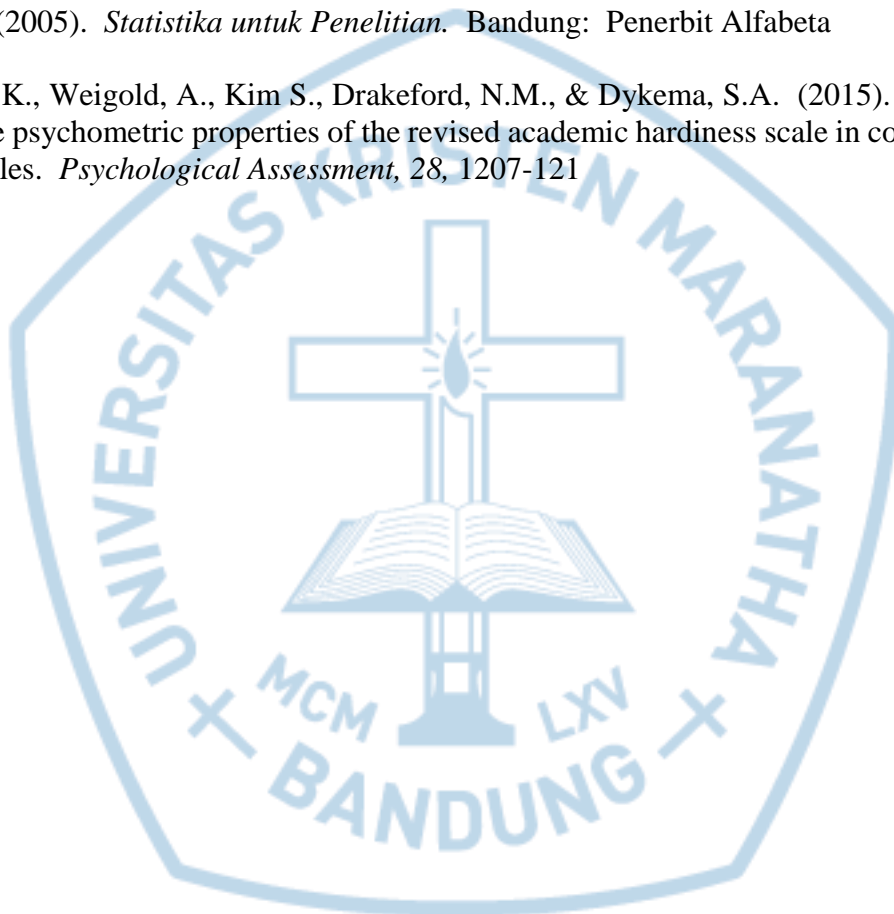 (2005). Statistika untuk Penelitian. Bandung: Penerbit Alfabeta
K., Weigold, A., Kim S., Drakeford, N.M., & Dykema, S.A. (2015).
e psychometric properties of the revised academic hardiness scale in co
les. Psychological Assessment, 28, 1207-121
UNIVERSITAS KRISTEN MARANATHA
MCM LXV
BANDUNG